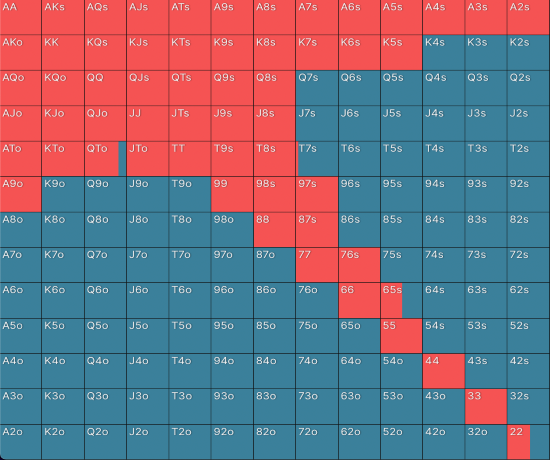 AA AKs AQs AJs ATs A9s A8s A7s A6s A5s A4s A3s A2s
AKo KK KQs KJs KTs K9s K8s K7s K6s K5s K4s K3s K2s
AQo KQo QQ QJs QTs Q9s Q8s Q7s Q6s Q5s Q4s Q3s Q2s
AJo KJo QJo JJ JTs J9s J8s J7s J6s J5s J4s J3s J2s
ATo KTo QTo JTo TT T9s T8s T7s T6s T5s T4s T3s T2s
A9o K9o Q9o J9o T9o 99 98s 97s 96s 95s 94s 93s 92s
A8o K8o Q8o J8o T8o 98o 88 87s 86s 85s 84s 83s 82s
A7o K7o Q7o J7o T7o 97o 87o 77 76s 75s 74s 73s 72s
A6o K6o Q6o J6o T6o 96o 86o 76o 66 65s 64s 63s 62s
A5o K5o Q5o J5o T5o 95o 85o 75o 65o 55 54s 53s 52s
A4o K4o Q4o J4o T4o 94o 84o 74o 64o 54o 44 43s 42s
A3o K3o Q3o J3o T3o 93o 83o 73o 63o 53o 43o 33 32s
A2o K2o Q2o J2o T2o 92o 82o 72o 62o 52o 42o 32o 22